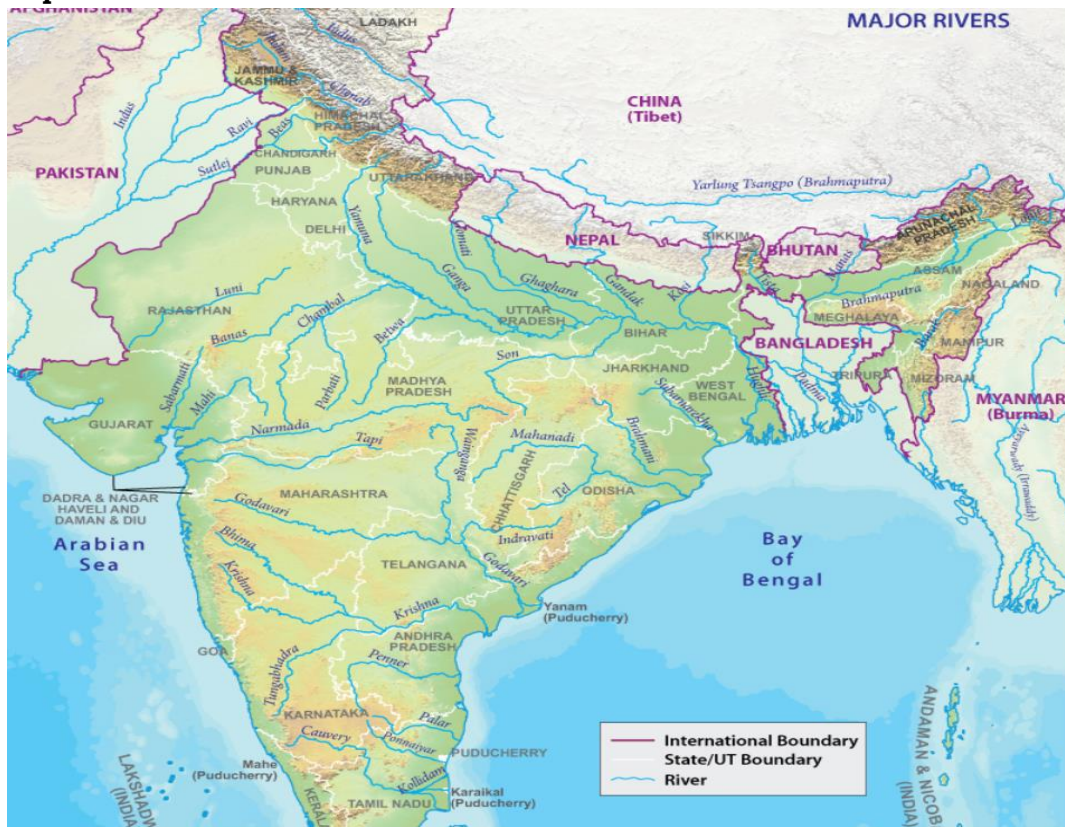 AFGHANISTAN
LADAKH
MAJOR RIVERS
Indus
Indus
JAMMU &
KASHMIR
Chenab
CHINA
(Tibet)
Ravi
Beas
HIMACHAL
PRADESH
PAKISTAN
Sutlej
CHANDIGARH
PUNJAB
UTTARAKHAND
Yarlung Tsangpo (Brahmaputra)
HARYANA
DELHI
Yamuna
Gomati
NEPAL
SIKKIM
BHUTAN
ARUNACHAL
PRADESH
Manas
ASSAM
NAGALAND
Luni
RAJASTHAN
Chambal
Banas
Ganga
Ghaghara
Gandak
Kosi
Tista
Brahmaputra
MEGHALAYA
UTTAR
PRADESH
BIHAR
Betwa
Son
BANGLADESH
Barak
MANIPUR
Sabarmati
Mahi
Parbati
MADHYA
PRADESH
JHARKHAND
WEST
BENGAL
Hugli
Padma
TRIPURA
MIZORAM
MYANMAR
(Burma)
GUJARAT
Narmada
Tapi
Wainganga
Mahanadi
Subarnarekha
Brahmani
Ayeyarwady (Irrawaddy)
DADRA & NAGAR
HAVELI AND
DAMAN & DIU
MAHARASHTRA
Godavari
CHHATTISGARH
Tel
ODISHA
Indravati
Arabian
Sea
Bhima
TELANGANA
Godavari
Bay
of
Bengal
Krishna
Krishna
Yanam
(Puducherry)
GOA
ANDHRA
PRADESH
Tungabhadra
Penner
KARNATAKA
Palar
Cauvery
Ponnaiyar
PUDUCHERRY
Mahe
(Puducherry)
Kollidam
Karaikal
(Puducherry)
LAKSHADW
(INDIA)
KERALA
TAMIL NADU
International Boundary
State/UT Boundary
River
ANDAMAN & NICOB
(INDIA)